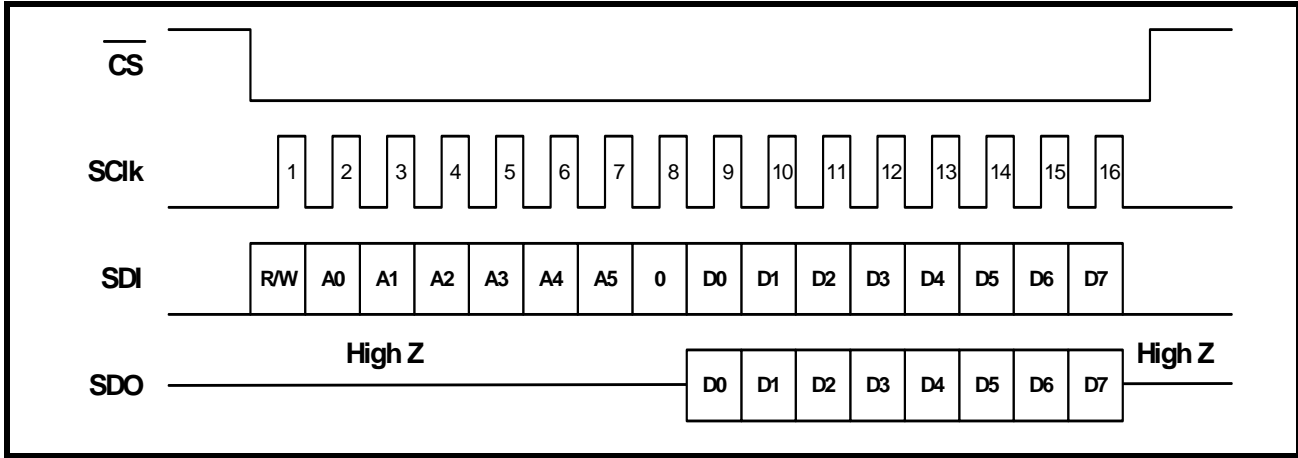 CS
SClk 1 2 3 4 5 6 7 8 9 10 11 12 13 14 15 16
SDI R/W A0 A1 A2 A3 A4 A5 0 D0 D1 D2 D3 D4 D5 D6 D7
High Z High Z
SDO D0 D1 D2 D3 D4 D5 D6 D7